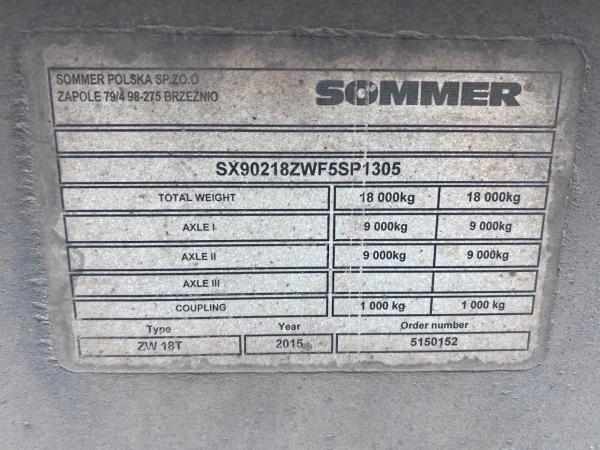 SOMMER POLSKA SP.ZO.O
ZAPOLE 79/4 98-275 BRZEŹNIO
SOMMER®
SX90218ZWF5SP1305
TOTAL WEIGHT 18 000kg 18 000kg
AXLE I 9 000kg 9 000kg
AXLE II 9 000kg 9 000kg
AXLE III
COUPLING 1 000 kg 1 000 kg
Type Year Order number
ZW 18T 2015 5150152